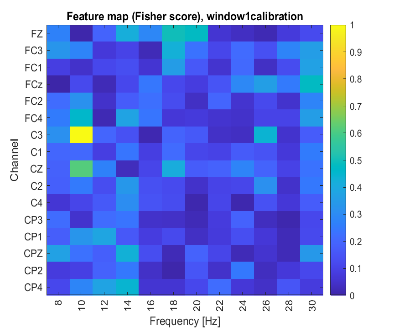 Feature map (Fisher score), window1calibration
Channel
FZ
FC3
FC1
FCz
FC2
FC4
C3
C1
CZ
C2
C4
CP3
CP1
CPZ
CP2
CP4
8 10 12 14 16 18 20 22 24 26 28 30
Frequency [Hz]
1
0.9
0.8
0.7
0.6
0.5
0.4
0.3
0.2
0.1
0